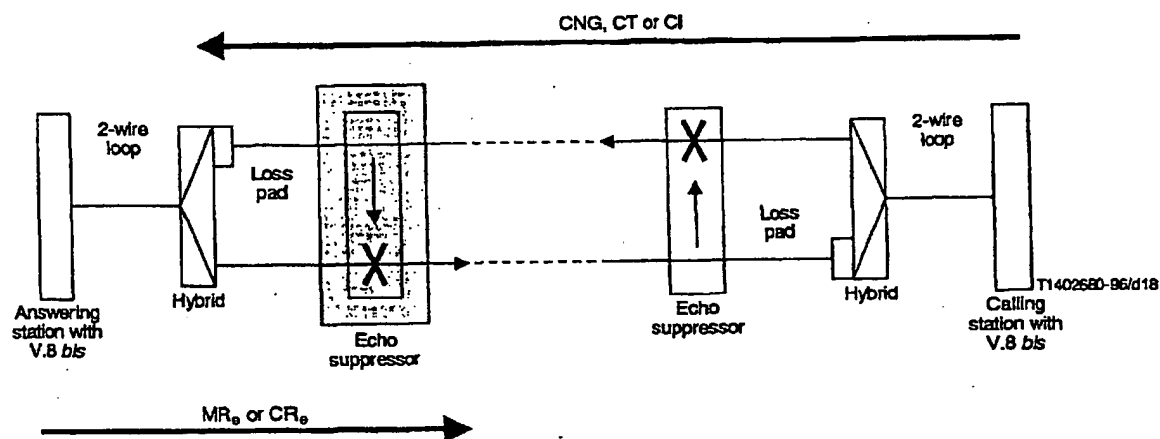 CNG, CT or CI
2-wire
loop
Loss
pad
X
X
Loss
pad
2-wire
loop
Hybrid
Answering
station with
V.8 bis
Echo
suppressor
Echo
suppressor
Hybrid
T1402680-96/d18
Calling
station with
V.8 bis
MRe or CRe